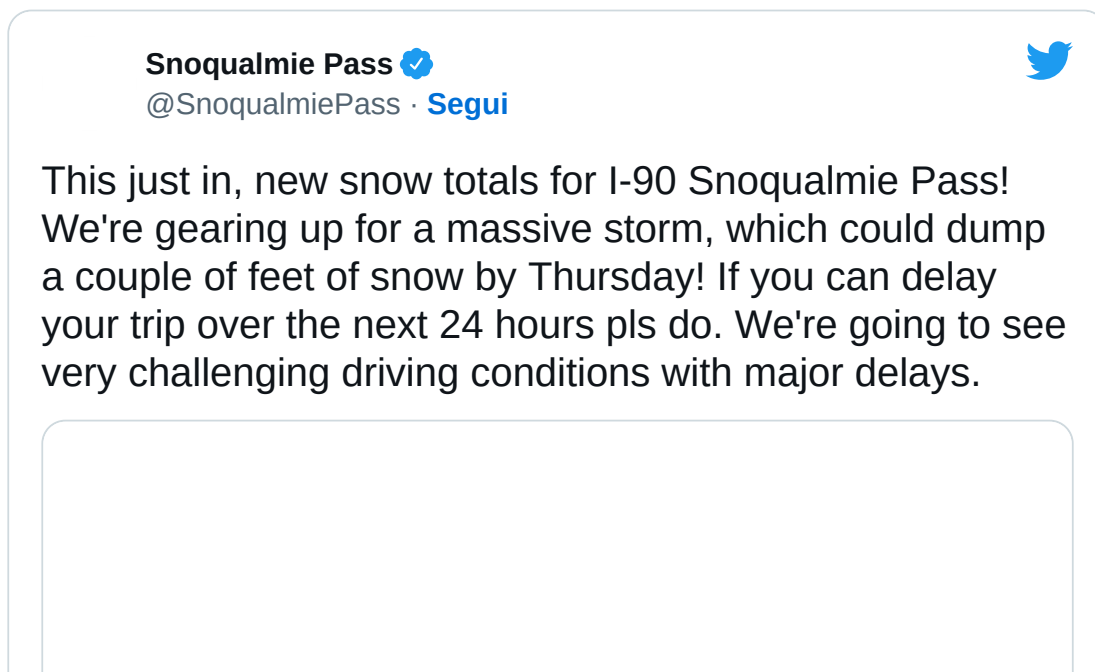 Snoqualmie Pass
@SnoqualmiePass · Segui
This just in, new snow totals for I-90 Snoqualmie Pass!
We're gearing up for a massive storm, which could dump
a couple of feet of snow by Thursday! If you can delay
your trip over the next 24 hours pls do. We're going to see
very challenging driving conditions with major delays.